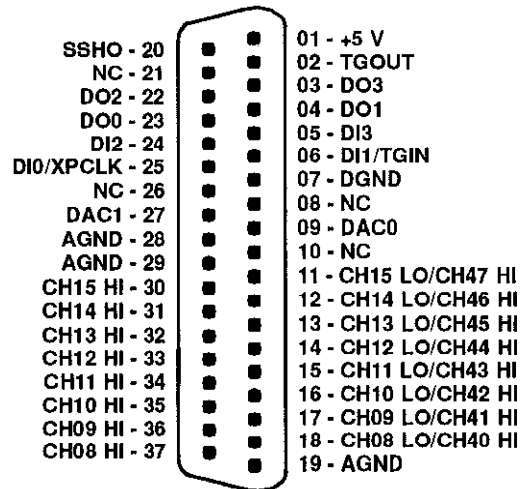 SSHO - 20
NC - 21
DO2 - 22
DO0 - 23
DI2 - 24
DI0/XPCLK - 25
NC - 26
DAC1 - 27
AGND - 28
AGND - 29
CH15 HI - 30
CH14 HI - 31
CH13 HI - 32
CH12 HI - 33
CH11 HI - 34
CH10 HI - 35
CH09 HI - 36
CH08 HI - 37
01 - +5 V
02 - TGOUT
03 - DO3
04 - DO1
05 - DI3
06 - DI1/TGIN
07 - DGND
08 - NC
09 - DAC0
10 - NC
11 - CH15 LO/CH47 HI
12 - CH14 LO/CH46 HI
13 - CH13 LO/CH45 HI
14 - CH12 LO/CH44 HI
15 - CH11 LO/CH43 HI
16 - CH10 LO/CH42 HI
17 - CH09 LO/CH41 HI
18 - CH08 LO/CH40 HI
19 - AGND